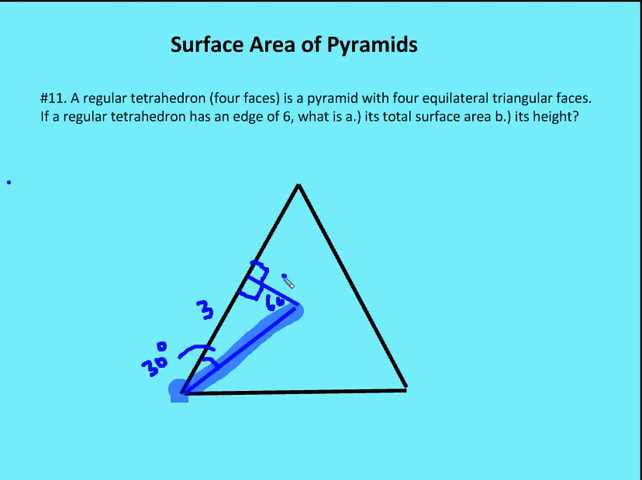 Surface Area of Pyramids
#11. A regular tetrahedron (four faces) is a pyramid with four equilateral triangular faces.
If a regular tetrahedron has an edge of 6, what is a.) its total surface area b.) its height?
60
3
30°